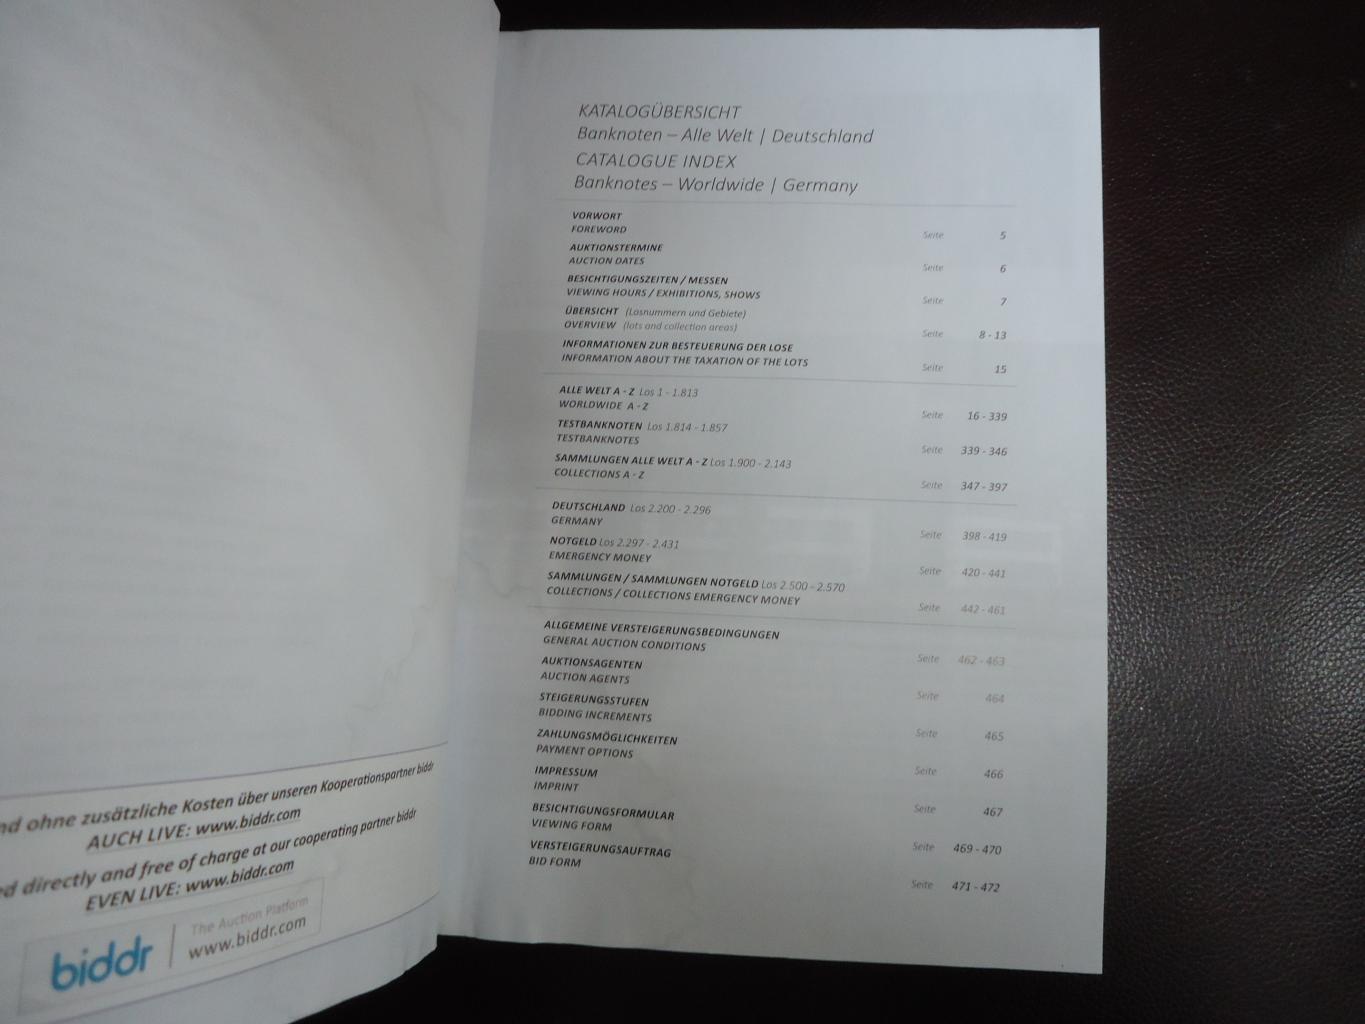 nd ohne zusätzliche Kosten über unseren Kooperationspartner biddr
AUCH LIVE: www.biddr.com
ed directly and free of charge at our cooperating partner biddr
EVEN LIVE: www.biddr.com
biddr | The Auction Platform
www.biddr.com
KATALOGÜBERSICHT
Banknoten – Alle Welt | Deutschland
CATALOGUE INDEX
Banknotes – Worldwide | Germany
VORWORT
FOREWORD Seite 5
AUKTIONSTERMINE
AUCTION DATES Seite 6
BESICHTIGUNGSZEITEN / MESSEN
VIEWING HOURS / EXHIBITIONS, SHOWS Seite 7
ÜBERSICHT (Losnummern und Gebiete)
OVERVIEW (lots and collection areas) Seite 8 - 13
INFORMATIONEN ZUR BESTEUERUNG DER LOSE
INFORMATION ABOUT THE TAXATION OF THE LOTS Seite 15
ALLE WELT A - Z Los 1 - 1.813
WORLDWIDE A - Z Seite 16 - 339
TESTBANKNOTEN Los 1.814 - 1.857
TESTBANKNOTES Seite 339 - 346
SAMMLUNGEN ALLE WELT A - Z Los 1.900 - 2.143
COLLECTIONS A - Z Seite 347 - 397
DEUTSCHLAND Los 2.200 - 2.296
GERMANY Seite 398 - 419
NOTGELD Los 2.297 - 2.431
EMERGENCY MONEY Seite 420 - 441
SAMMLUNGEN / SAMMLUNGEN NOTGELD Los 2.500 - 2.570
COLLECTIONS / COLLECTIONS EMERGENCY MONEY Seite 442 - 461
ALLGEMEINE VERSTEIGERUNGSBEDINGUNGEN
GENERAL AUCTION CONDITIONS Seite 462 - 463
AUKTIONSAGENTEN
AUCTION AGENTS Seite 464
STEIGERUNGSSTUFEN
BIDDING INCREMENTS Seite 465
ZAHLUNGSMÖGLICHKEITEN
PAYMENT OPTIONS Seite 466
IMPRESSUM
IMPRINT Seite 467
BESICHTIGUNGSFORMULAR
VIEWING FORM Seite 469 - 470
VERSTEIGERUNGSAUFTRAG
BID FORM Seite 471 - 472